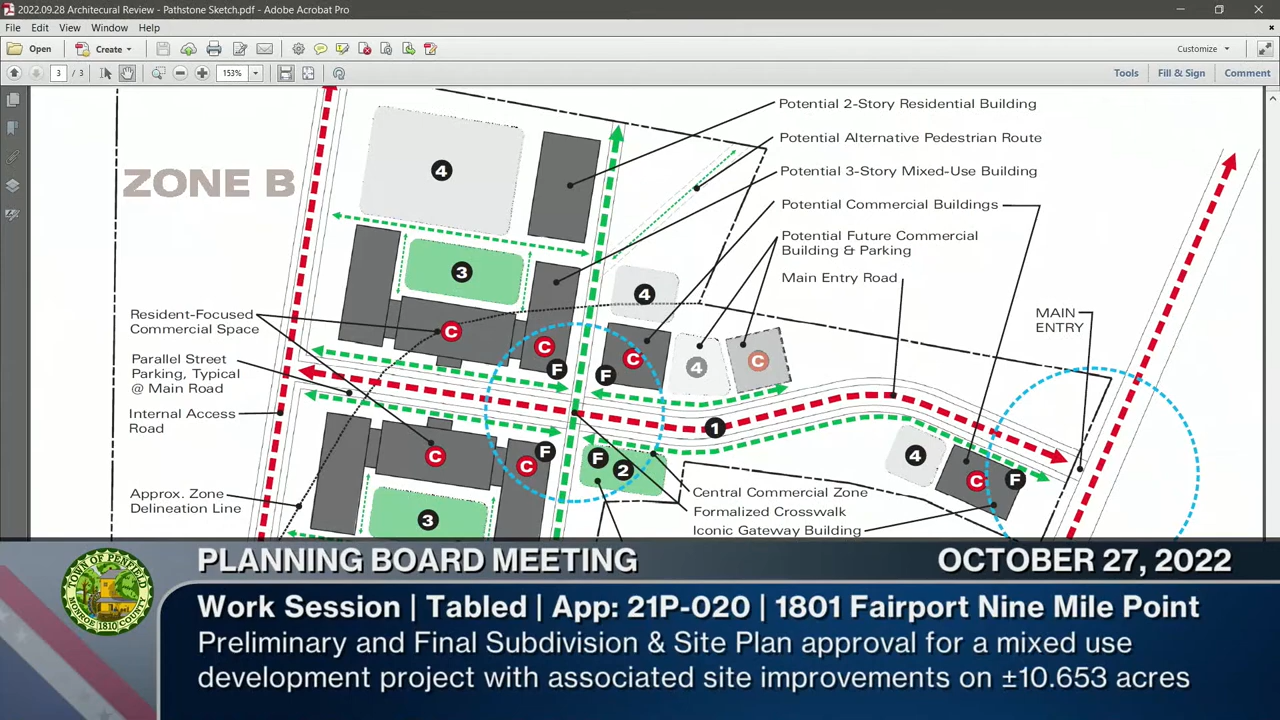 2022.09.28 Architecural Review - Pathstone Sketch.pdf - Adobe Acrobat Pro
File Edit View Window Help
Open Create Customize
3 / 3 153% Tools Fill & Sign Comment
ZONE B
Potential 2-Story Residential Building
Potential Alternative Pedestrian Route
Potential 3-Story Mixed-Use Building
Potential Commercial Buildings
Potential Future Commercial
Building & Parking
Main Entry Road
MAIN
ENTRY
Resident-Focused
Commercial Space
Parallel Street
Parking, Typical
@ Main Road
Internal Access
Road
Approx. Zone
Delineation Line
4
3
4
C
C
F
F
C
4
C
1
C
C
F
F
2
4
C
F
3
Central Commercial Zone
Formalized Crosswalk
Iconic Gateway Building
TOWN OF PENFIELD
MONROE 1810 COUNTY
PLANNING BOARD MEETING OCTOBER 27, 2022
Work Session | Tabled | App: 21P-020 | 1801 Fairport Nine Mile Point
Preliminary and Final Subdivision & Site Plan approval for a mixed use
development project with associated site improvements on ±10.653 acres